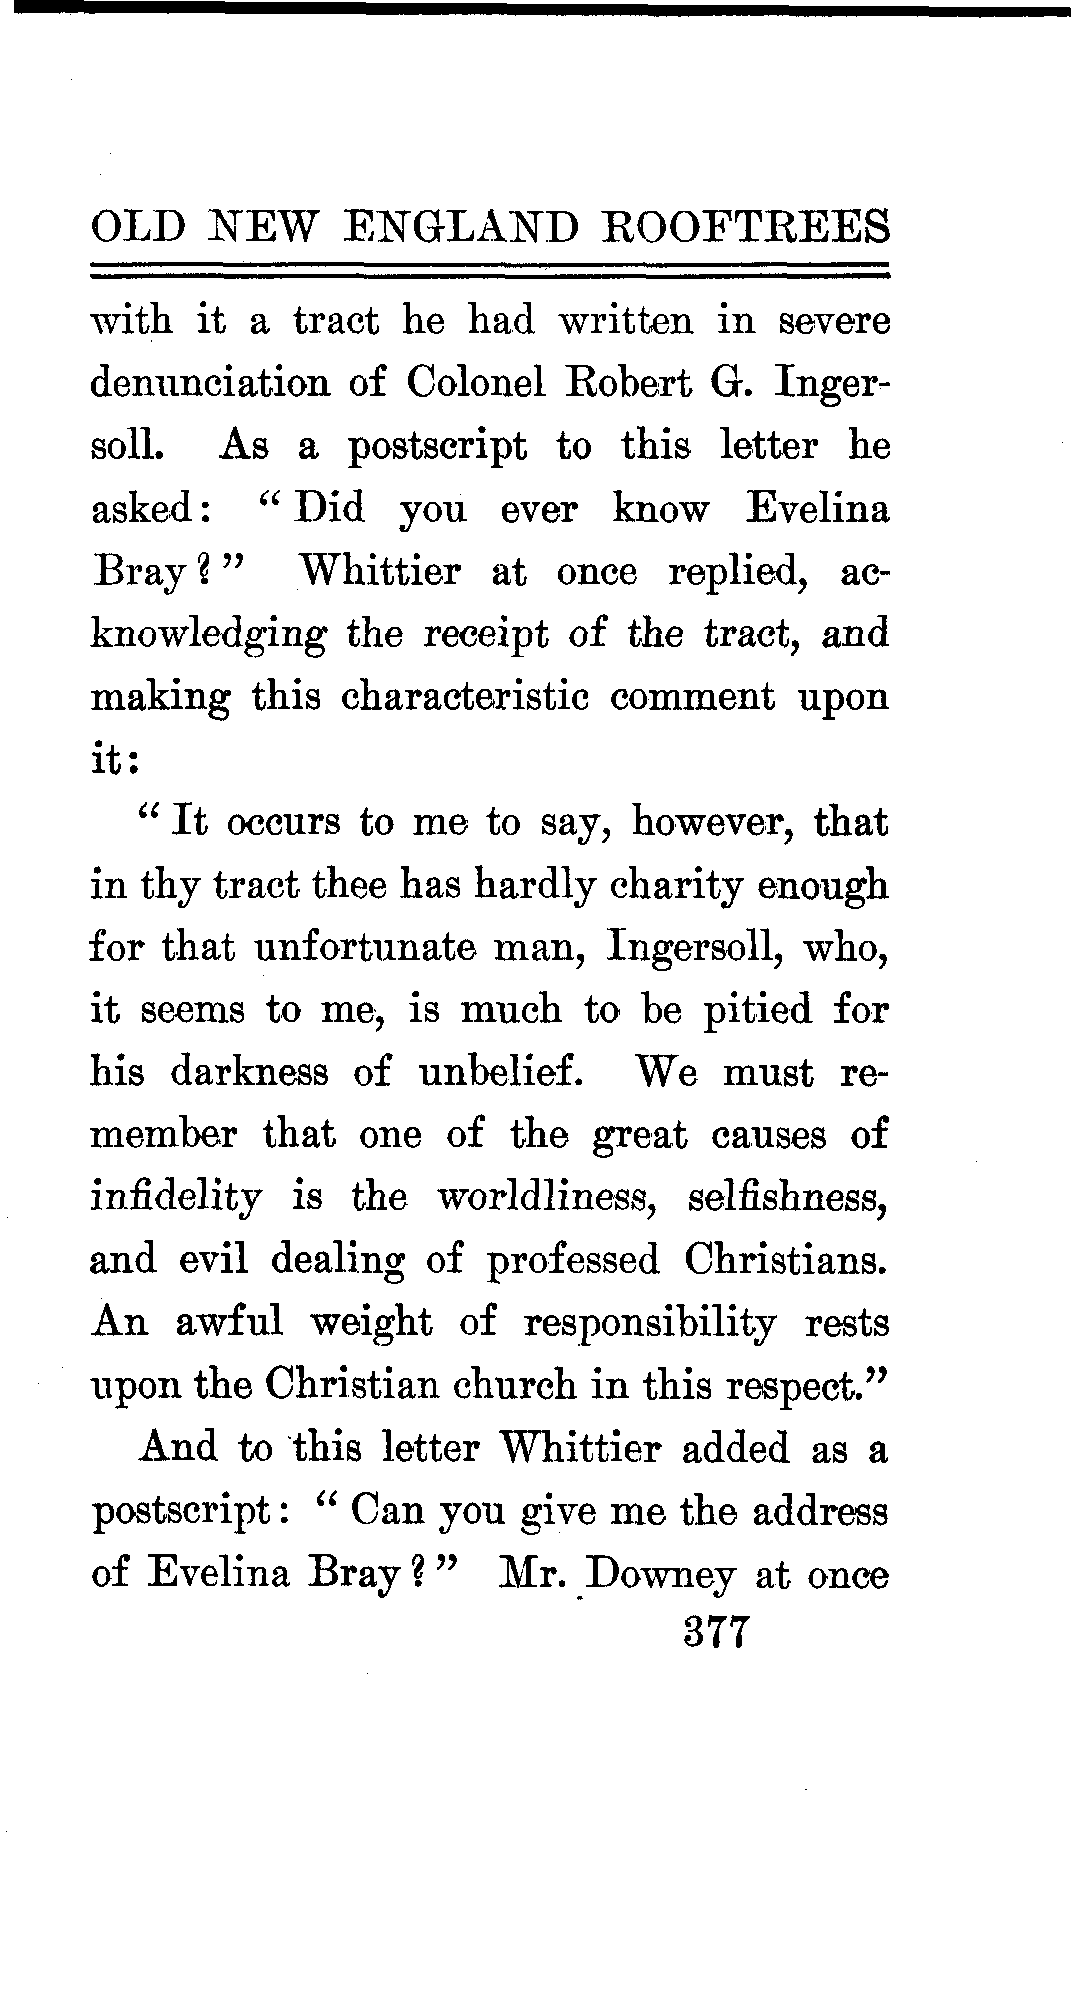 OLD NEW ENGLAND ROOFTREES
with it a tract he had written in severe
denunciation of Colonel Robert G. Inger-
soll. As a postscript to this letter he
asked: “ Did you ever know Evelina
Bray ? ” Whittier at once replied, ac-
knowledging the receipt of the tract, and
making this characteristic comment upon
it:
“ It occurs to me to say, however, that
in thy tract thee has hardly charity enough
for that unfortunate man, Ingersoll, who,
it seems to me, is much to be pitied for
his darkness of unbelief. We must re-
member that one of the great causes of
infidelity is the worldliness, selfishness,
and evil dealing of professed Christians.
An awful weight of responsibility rests
upon the Christian church in this respect.”
And to this letter Whittier added as a
postscript: “ Can you give me the address
of Evelina Bray ? ” Mr. Downey at once
377